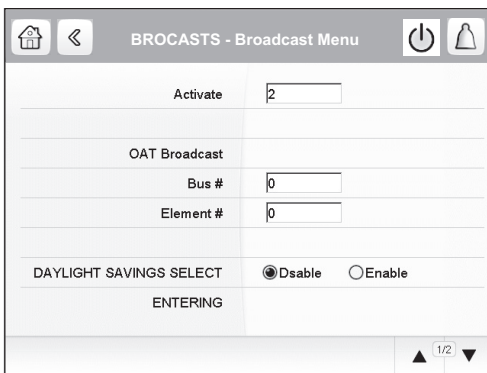 BROCASTS - Broadcast Menu
Activate 2
OAT Broadcast
Bus # 0
Element # 0
DAYLIGHT SAVINGS SELECT Dsable Enable
ENTERING
1/2